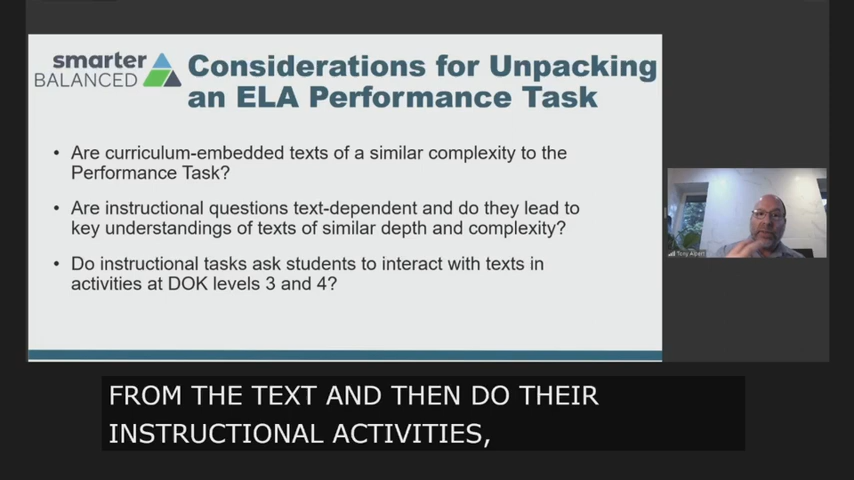 smarter
BALANCED
Considerations for Unpacking
an ELA Performance Task
• Are curriculum-embedded texts of a similar complexity to the
Performance Task?
• Are instructional questions text-dependent and do they lead to
key understandings of texts of similar depth and complexity?
• Do instructional tasks ask students to interact with texts in
activities at DOK levels 3 and 4?
Tony Alpert
FROM THE TEXT AND THEN DO THEIR
INSTRUCTIONAL ACTIVITIES,